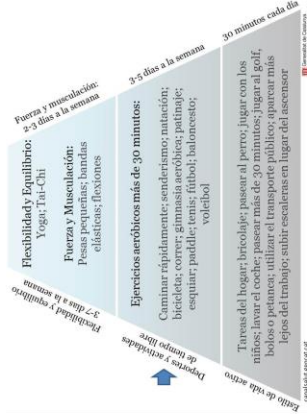 Fuerza y musculación:
2-3 días a la semana
Flexibilidad y equilibrio
3-7 días a la semana
Flexibilidad y Equilibrio:
Yoga; Tai-Chi
Fuerza y Musculación:
Pesas pequeñas; bandas
elásticas; flexiones
Deportes y actividades
de tiempo libre
3-5 días a la semana
Ejercicios aeróbicos más de 30 minutos:
Caminar rápidamente; senderismo; natación;
bicicleta; correr; gimnasia aeróbica; patinaje;
esquiar; paddle; tenis; fútbol; baloncesto;
voleibol
Estilo de vida activo
30 minutos cada día
Tareas del hogar; bricolaje; pasear al perro; jugar con los
niños; lavar el coche; pasear más de 30 minutos; jugar al golf,
bolos o petanca; utilizar el transporte público; aparcar más
lejos del trabajo; subir escaleras en lugar del ascensor
Generalitat de Catalunya